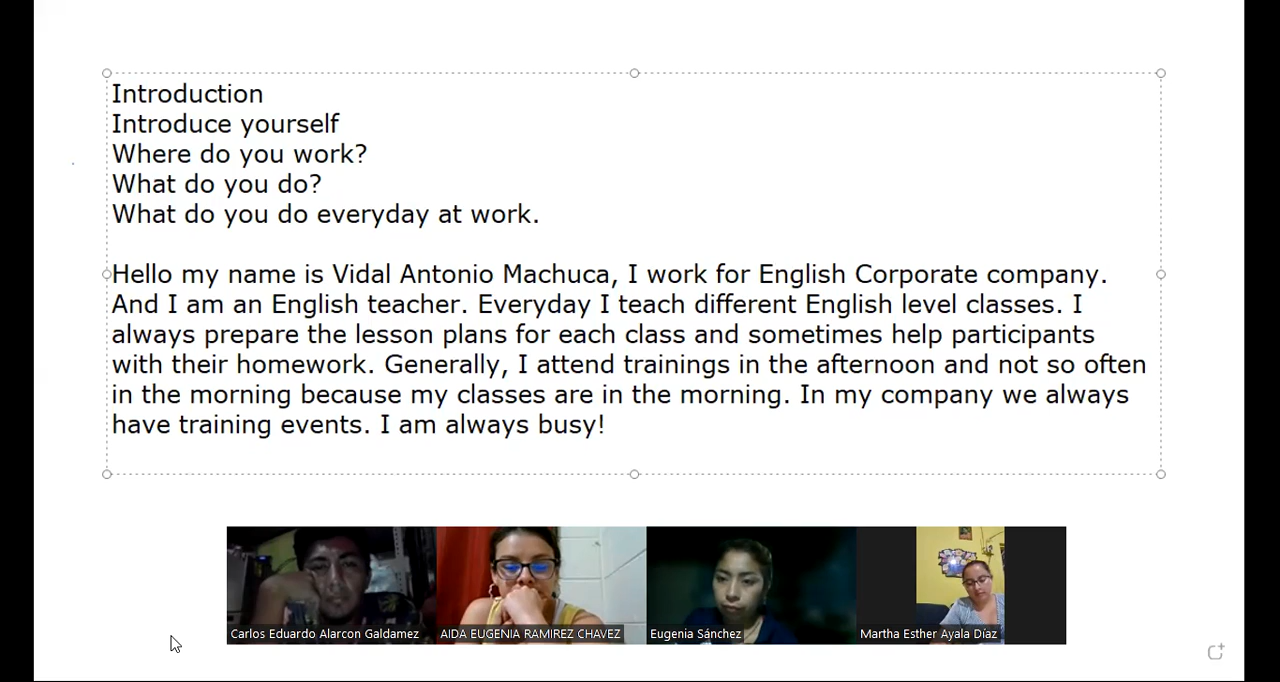 Introduction
Introduce yourself
Where do you work?
What do you do?
What do you do everyday at work.
Hello my name is Vidal Antonio Machuca, I work for English Corporate company.
And I am an English teacher. Everyday I teach different English level classes. I
always prepare the lesson plans for each class and sometimes help participants
with their homework. Generally, I attend trainings in the afternoon and not so often
in the morning because my classes are in the morning. In my company we always
have training events. I am always busy!
Carlos Eduardo Alarcon Galdamez
AIDA EUGENIA RAMIREZ CHAVEZ
Eugenia Sánchez
Martha Esther Ayala Díaz